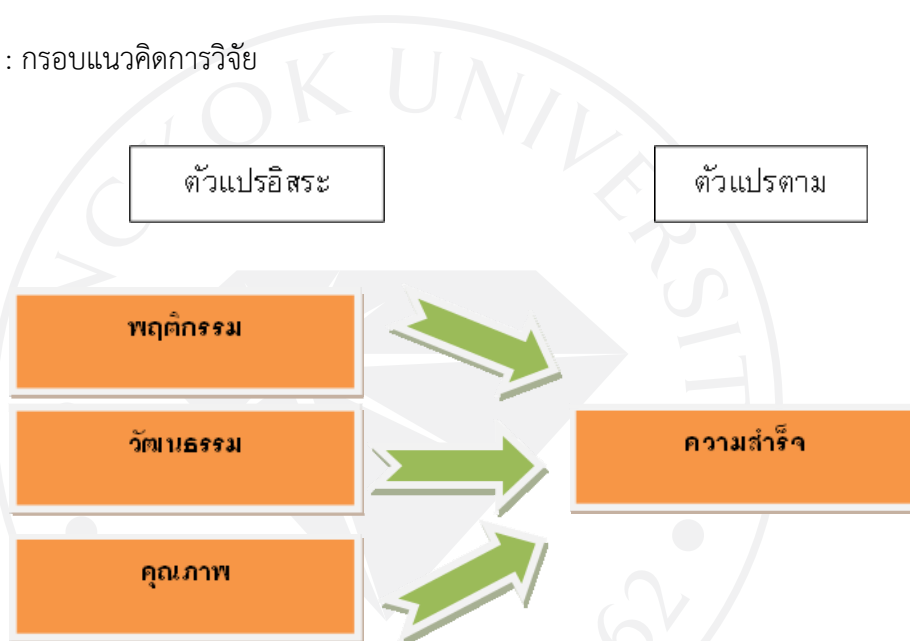 : กรอบแนวคิดการวิจัย
ตัวแปรอิสระ
ตัวแปรตาม
พฤติกรรม
วัฒนธรรม
ความสำร็จ
คุณภาพ